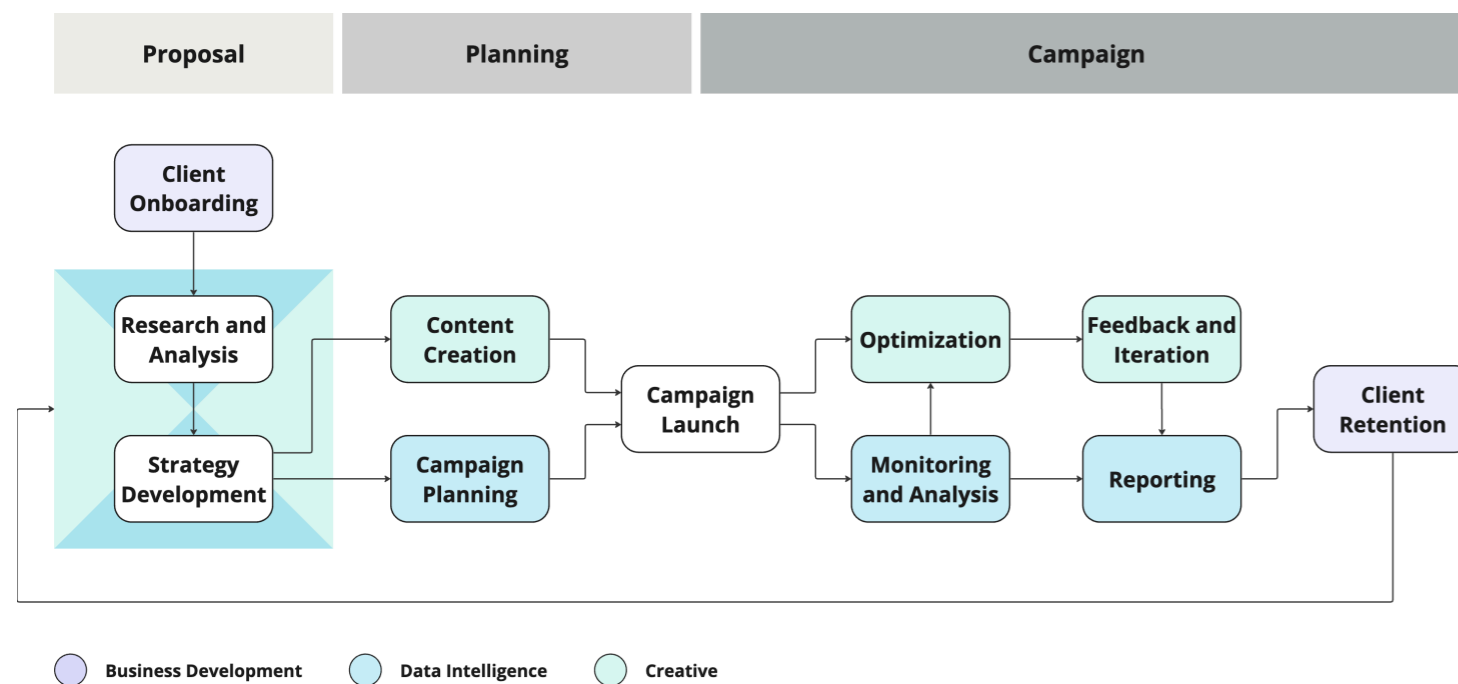 Proposal
Planning
Campaign
Client
Onboarding
Research and
Analysis
Strategy
Development
Content
Creation
Campaign
Planning
Campaign
Launch
Optimization
Monitoring
and Analysis
Feedback and
Iteration
Reporting
Client
Retention
Business Development
Data Intelligence
Creative